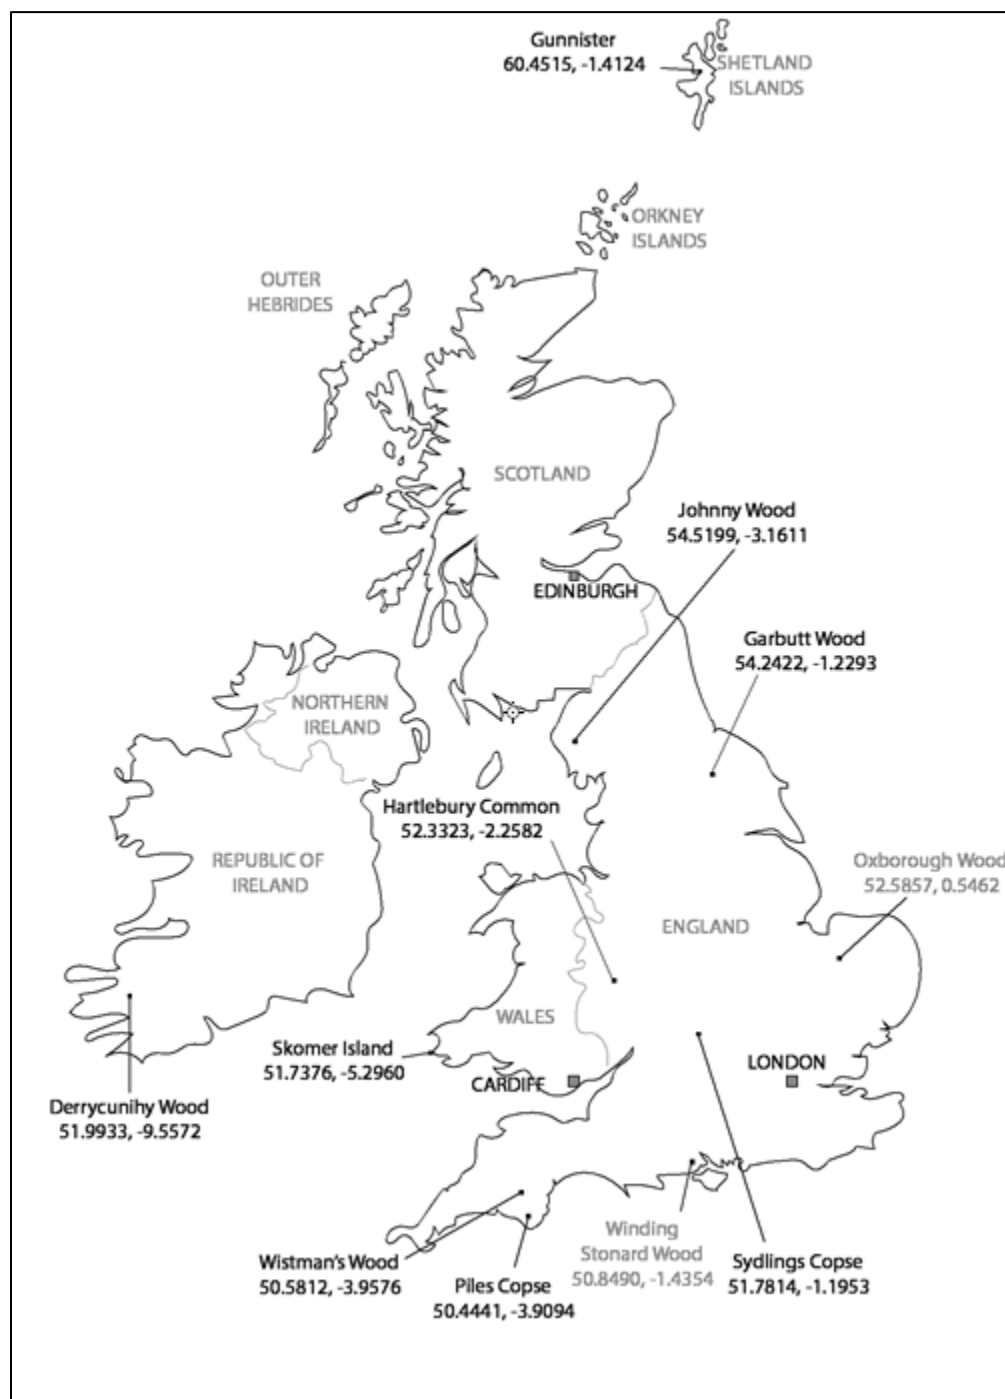 Gunnister
60.4515, -1.4124
SHETLAND
ISLANDS
ORKNEY
ISLANDS
OUTER
HEBRIDES
SCOTLAND
Johnny Wood
54.5199, -3.1611
EDINBURGH
Garbutt Wood
54.2422, -1.2293
NORTHERN
IRELAND
Hartlebury Common
52.3323, -2.2582
REPUBLIC OF
IRELAND
Oxborough Wood
52.5857, 0.5462
ENGLAND
WALES
Skomer Island
51.7376, -5.2960
CARDIFF
LONDON
Derrycunihy Wood
51.9933, -9.5572
Winding
Stonard Wood
50.8490, -1.4354
Wistman's Wood
50.5812, -3.9576
Piles Copse
50.4441, -3.9094
Sydlings Copse
51.7814, -1.1953